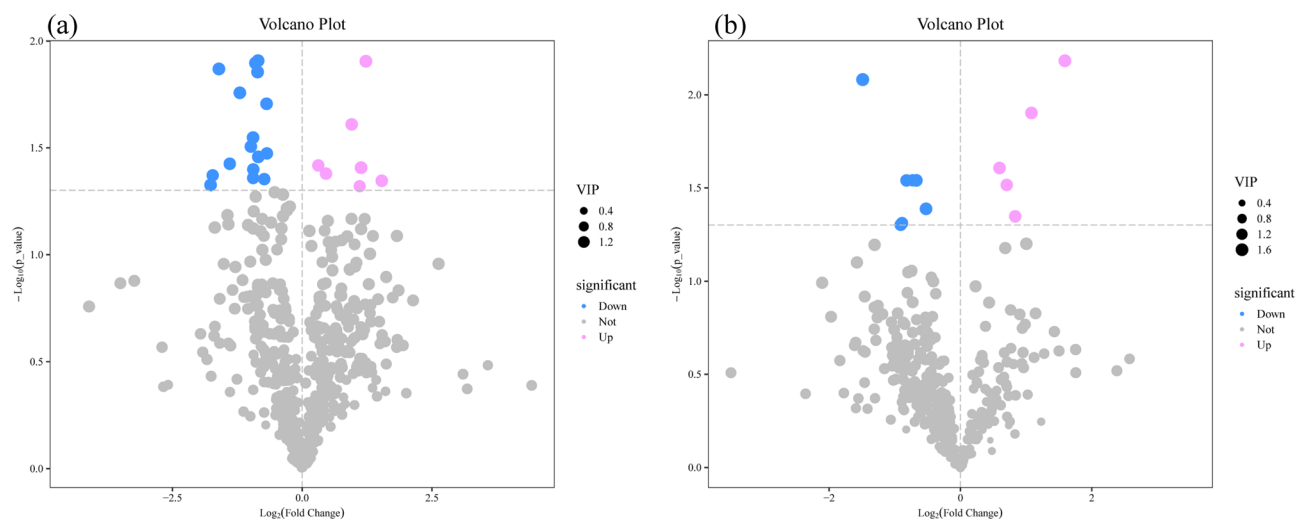 (a)
Volcano Plot
2.0
1.5
1.0
0.5
0.0
−Log₁₀(p_value)
−2.5
0.0
2.5
Log₂(Fold Change)
VIP
0.4
0.8
1.2
significant
Down
Not
Up
(b)
Volcano Plot
2.0
1.5
1.0
0.5
0.0
−Log₁₀(p_value)
−2
0
2
Log₂(Fold Change)
VIP
0.4
0.8
1.2
1.6
significant
Down
Not
Up